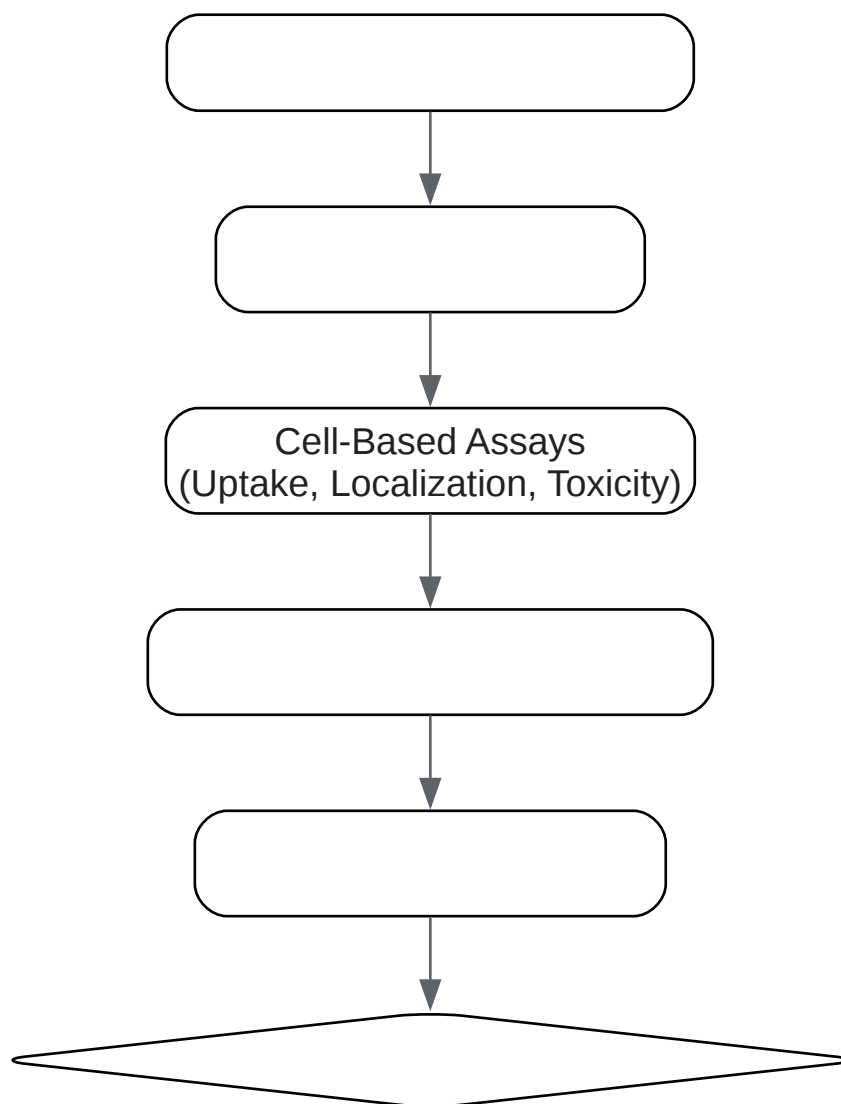 Cell-Based Assays
(Uptake, Localization, Toxicity)